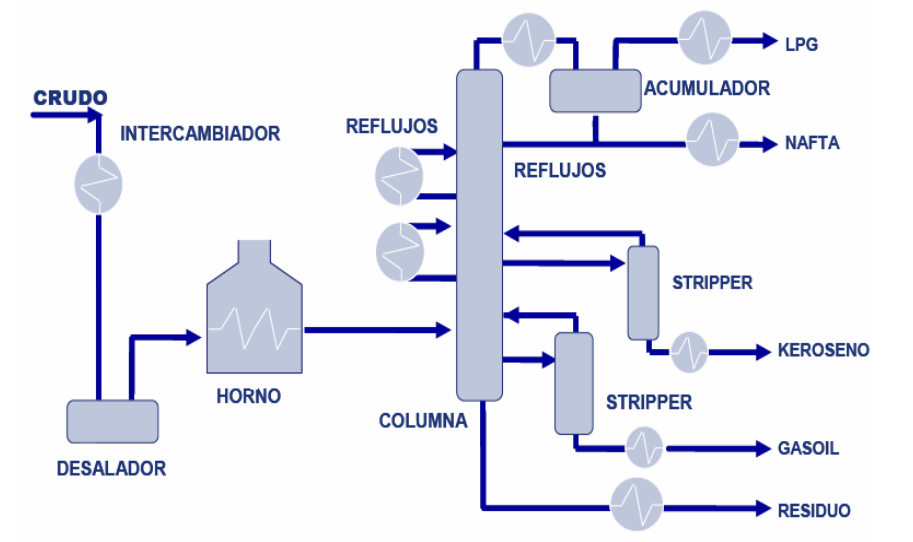 LPG
CRUDO
ACUMULADOR
INTERCAMBIADOR
REFLUJOS
NAFTA
REFLUJOS
STRIPPER
KEROSENO
HORNO
STRIPPER
COLUMNA
GASOIL
DESALADOR
RESIDUO